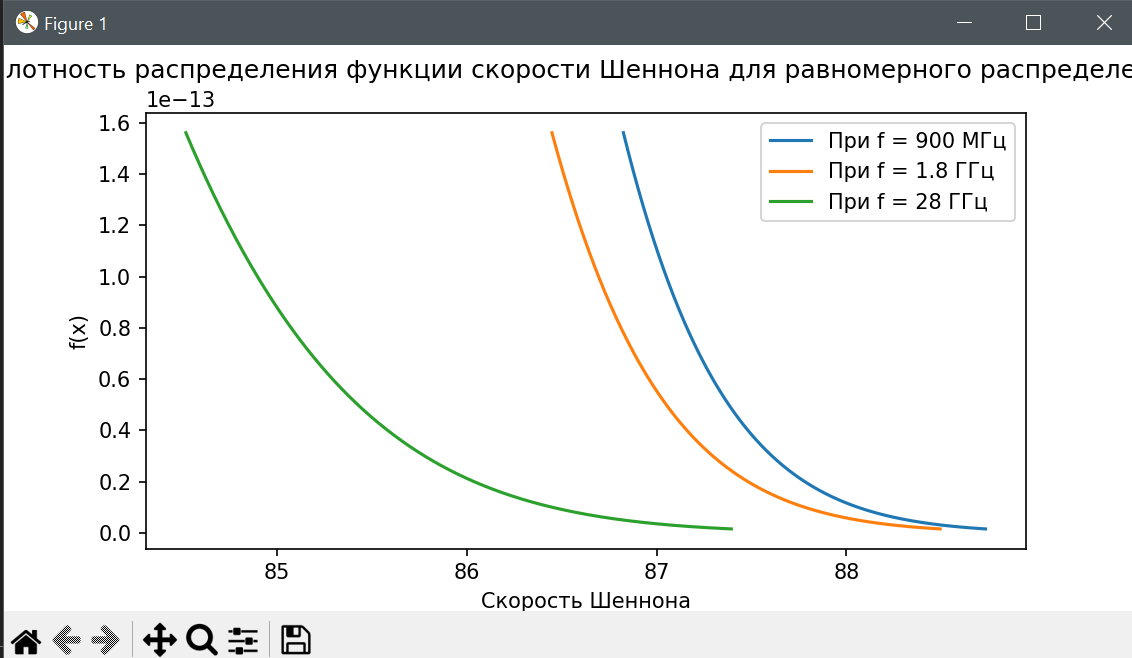 Figure 1
лотность распределения функции скорости Шеннона для равномерного распределе
1e−13
1.6
1.4
1.2
1.0
0.8
0.6
0.4
0.2
0.0
f(x)
При f = 900 МГц
При f = 1.8 ГГц
При f = 28 ГГц
85 86 87 88
Скорость Шеннона